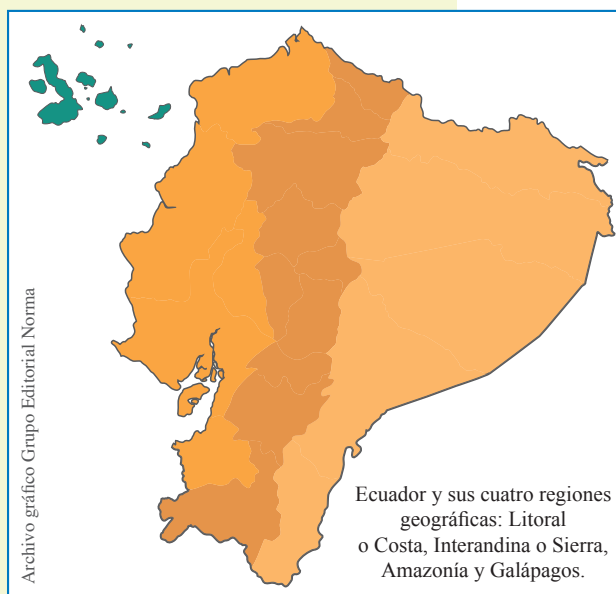 Archivo gráfico Grupo Editorial Norma
Ecuador y sus cuatro regiones
geográficas: Litoral
o Costa, Interandina o Sierra,
Amazonía y Galápagos.